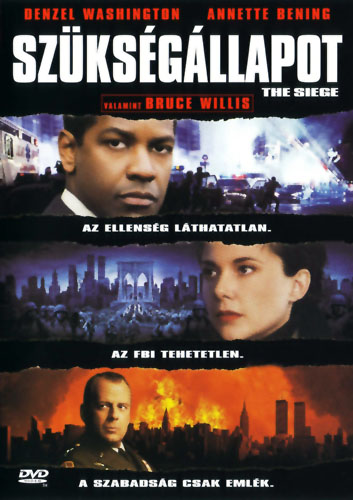 DENZEL WASHINGTON ANNETTE BENING
SZÜKSÉGÁLLAPOT
THE SIEGE
VALAMINT BRUCE WILLIS
AZ ELLENSÉG LÁTHATATLAN.
AZ FBI TEHETETLEN.
A SZABADSÁG CSAK EMLÉK.
DVD